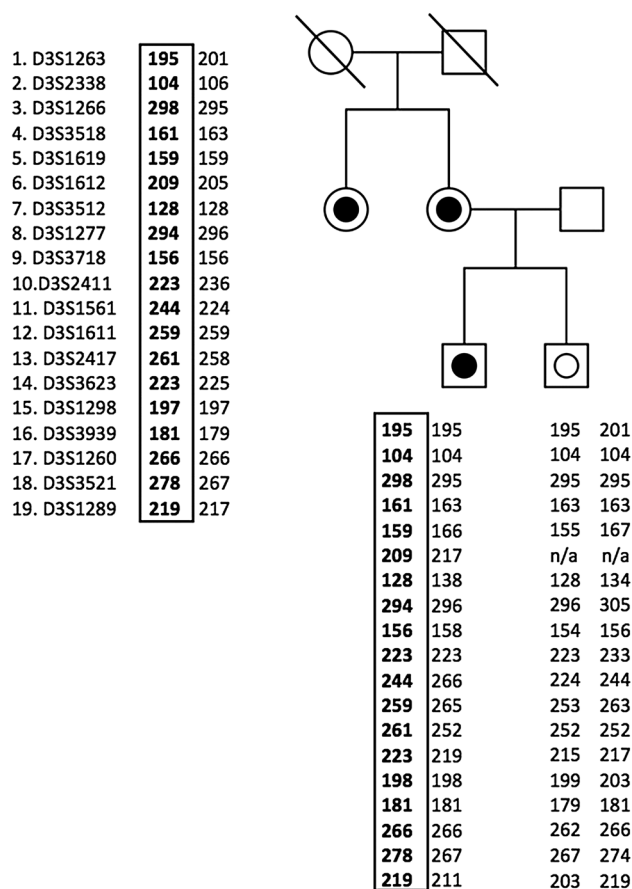 1. D3S1263 195 201
2. D3S2338 104 106
3. D3S1266 298 295
4. D3S3518 161 163
5. D3S1619 159 159
6. D3S1612 209 205
7. D3S3512 128 128
8. D3S1277 294 296
9. D3S3718 156 156
10.D3S2411 223 236
11. D3S1561 244 224
12. D3S1611 259 259
13. D3S2417 261 258
14. D3S3623 223 225
15. D3S1298 197 197
16. D3S3939 181 179
17. D3S1260 266 266
18. D3S3521 278 267
19. D3S1289 219 217
195 195 195 201
104 104 104 104
298 295 295 295
161 163 163 163
159 166 155 167
209 217 n/a n/a
128 138 128 134
294 296 296 305
156 158 154 156
223 223 223 233
244 266 224 244
259 265 253 263
261 252 252 252
223 219 215 217
198 198 199 203
181 181 179 181
266 266 262 266
278 267 267 274
219 211 203 219